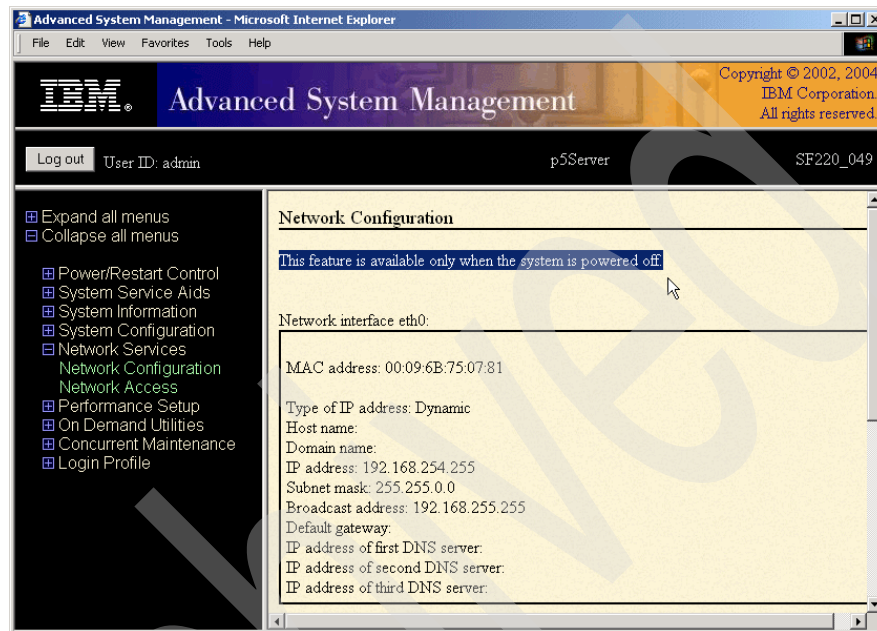 Advanced System Management - Microsoft Internet Explorer
File Edit View Favorites Tools Help
IBM® Advanced System Management
Copyright © 2002, 2004
IBM Corporation.
All rights reserved.
Log out User ID: admin p5Server SF220_049
Expand all menus
Collapse all menus
Power/Restart Control
System Service Aids
System Information
System Configuration
Network Services
Network Configuration
Network Access
Performance Setup
On Demand Utilities
Concurrent Maintenance
Login Profile
Network Configuration
This feature is available only when the system is powered off.
Network interface eth0:
MAC address: 00:09:6B:75:07:81
Type of IP address: Dynamic
Host name:
Domain name:
IP address: 192.168.254.255
Subnet mask: 255.255.0.0
Broadcast address: 192.168.255.255
Default gateway:
IP address of first DNS server:
IP address of second DNS server:
IP address of third DNS server: